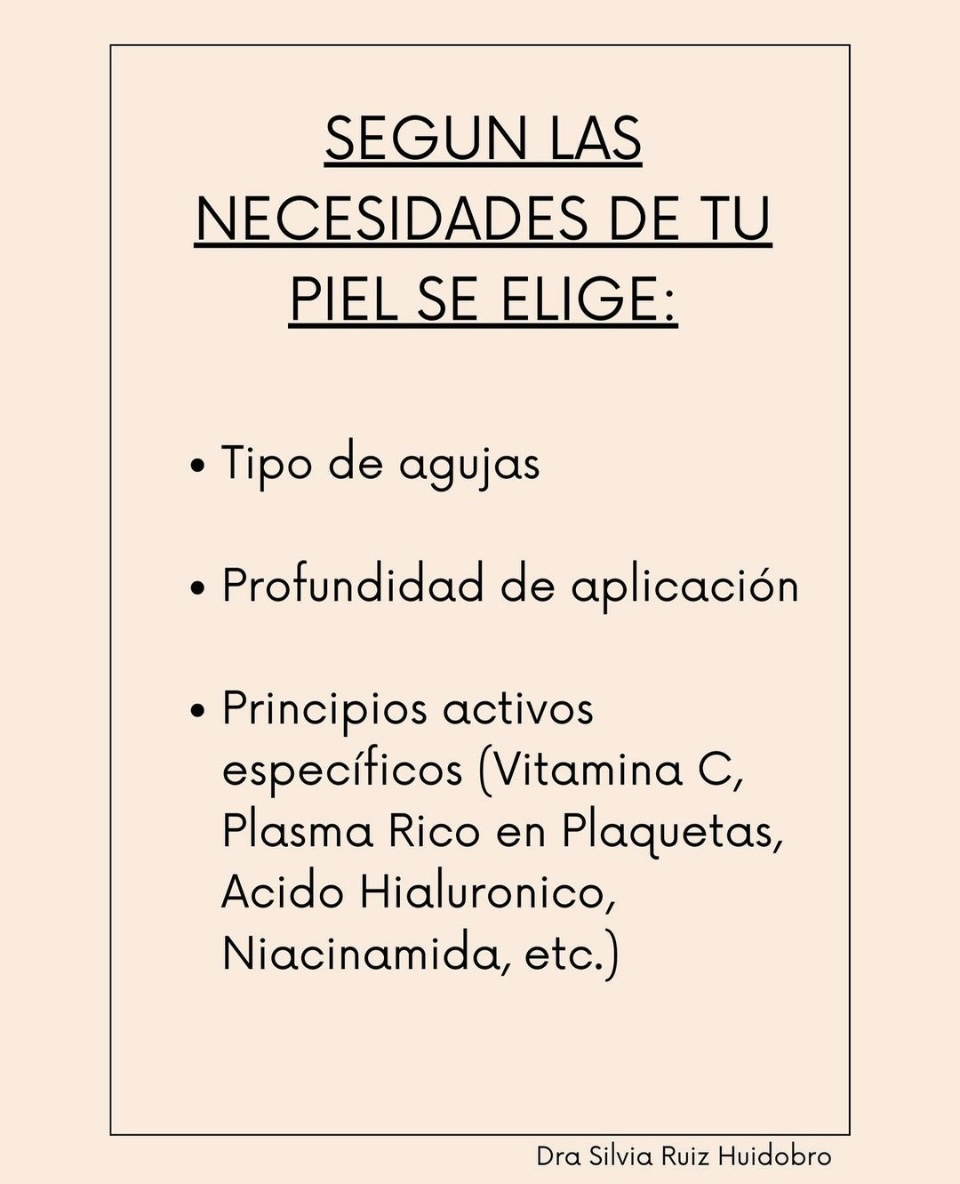 SEGUN LAS
NECESIDADES DE TU
PIEL SE ELIGE:
• Tipo de agujas
• Profundidad de aplicación
• Principios activos
específicos (Vitamina C,
Plasma Rico en Plaquetas,
Acido Hialuronico,
Niacinamida, etc.)
Dra Silvia Ruiz Huidobro